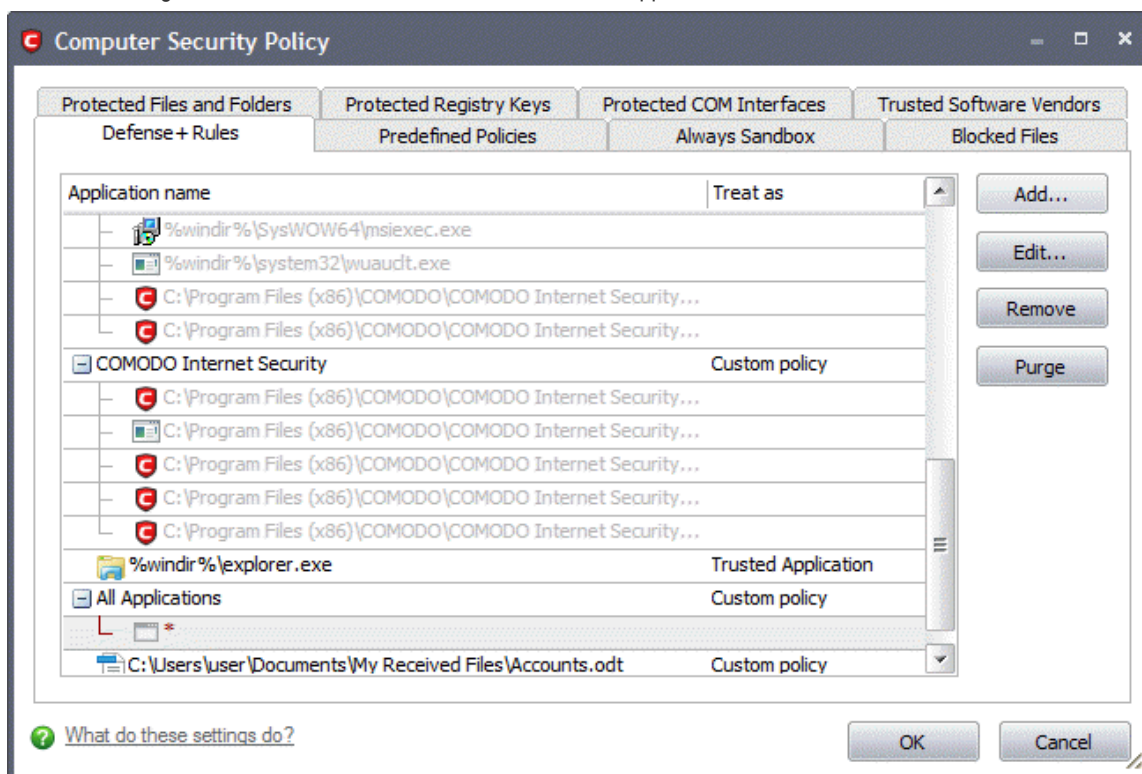 Computer Security Policy
Protected Files and Folders Protected Registry Keys Protected COM Interfaces Trusted Software Vendors
Defense+ Rules Predefined Policies Always Sandbox Blocked Files
Application name Treat as
Add...
%windir%\SysWOW64\msiexec.exe
%windir%\system32\wuauclt.exe
Edit...
C:\Program Files (x86)\COMODO\COMODO Internet Security...
Remove
C:\Program Files (x86)\COMODO\COMODO Internet Security...
COMODO Internet Security Custom policy
Purge
C:\Program Files (x86)\COMODO\COMODO Internet Security...
C:\Program Files (x86)\COMODO\COMODO Internet Security...
C:\Program Files (x86)\COMODO\COMODO Internet Security...
C:\Program Files (x86)\COMODO\COMODO Internet Security...
C:\Program Files (x86)\COMODO\COMODO Internet Security...
%windir%\explorer.exe Trusted Application
All Applications Custom policy
*
C:\Users\user\Documents\My Received Files\Accounts.odt Custom policy
What do these settings do?
OK Cancel